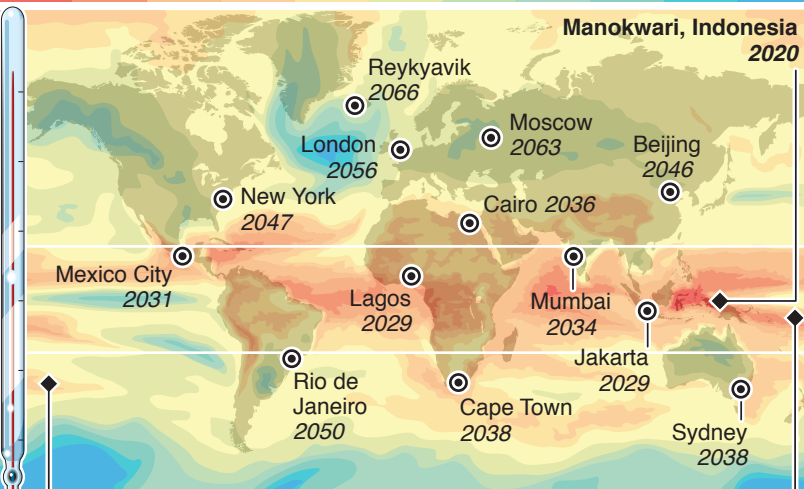 Manokwari, Indonesia
2020
Reykyavik
2066
London
2056
Moscow
2063
Beijing
2046
New York
2047
Cairo 2036
Mexico City
2031
Lagos
2029
Mumbai
2034
Jakarta
2029
Rio de
Janeiro
2050
Cape Town
2038
Sydney
2038